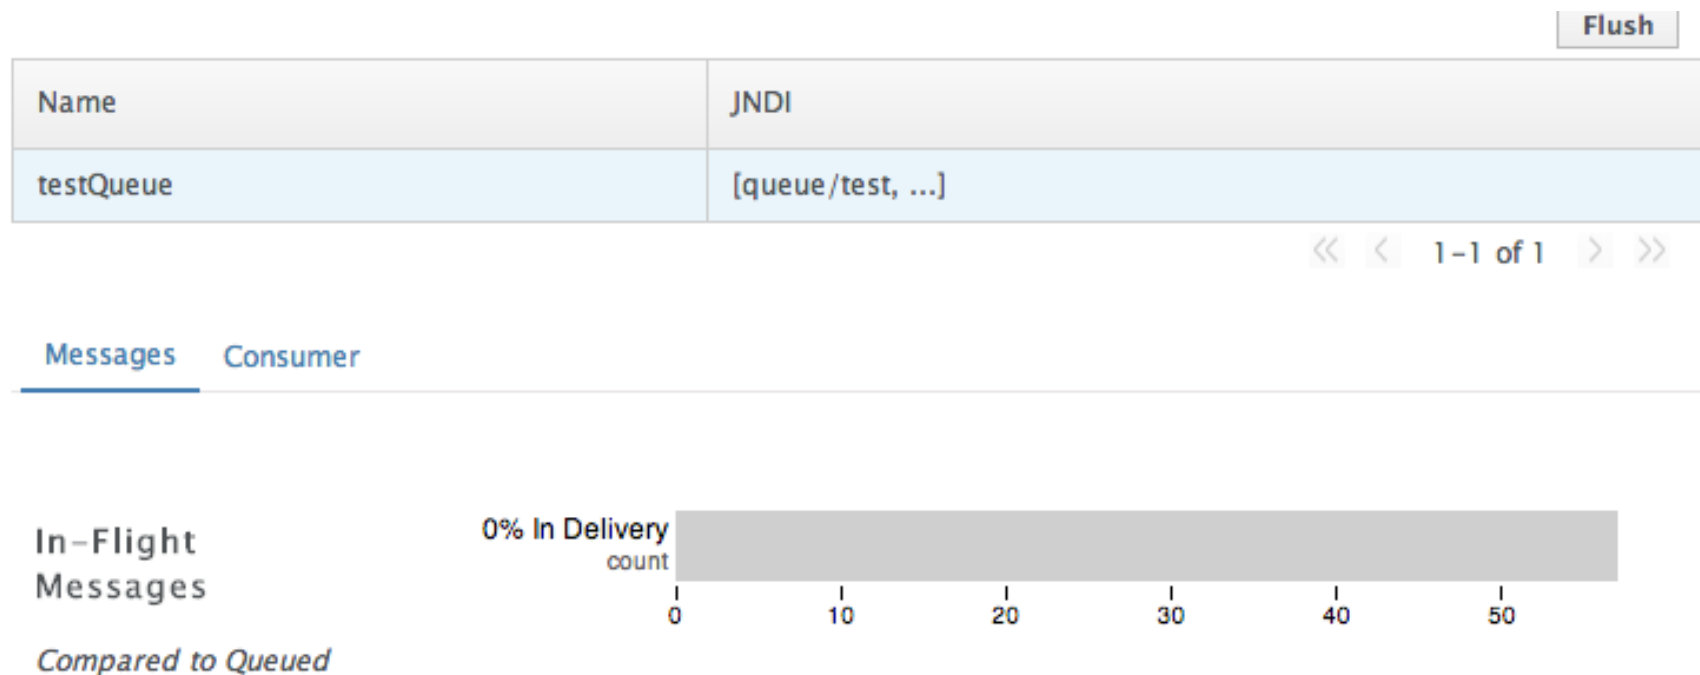 Flush
Name JNDI
testQueue [queue/test, ...]
1-1 of 1
Messages Consumer
In-Flight
Messages
Compared to Queued
0% In Delivery
count
0 10 20 30 40 50